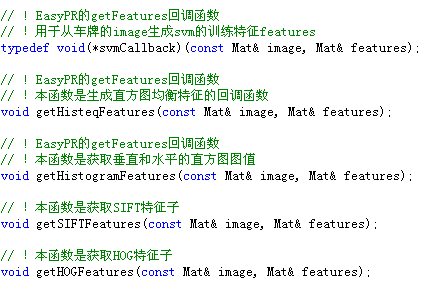 // ! EasyPR的getFeatures回调函数
// ! 用于从车牌的image生成svm的训练特征features
typedef void(*svmCallback)(const Mat& image, Mat& features);
// ! EasyPR的getFeatures回调函数
// ! 本函数是生成直方图均衡特征的回调函数
void getHisteqFeatures(const Mat& image, Mat& features);
// ! EasyPR的getFeatures回调函数
// ! 本函数是获取垂直和水平的直方图图值
void getHistogramFeatures(const Mat& image, Mat& features);
// ! 本函数是获取SIFT特征子
void getSIFTFeatures(const Mat& image, Mat& features);
// ! 本函数是获取HOG特征子
void getHOGFeatures(const Mat& image, Mat& features);